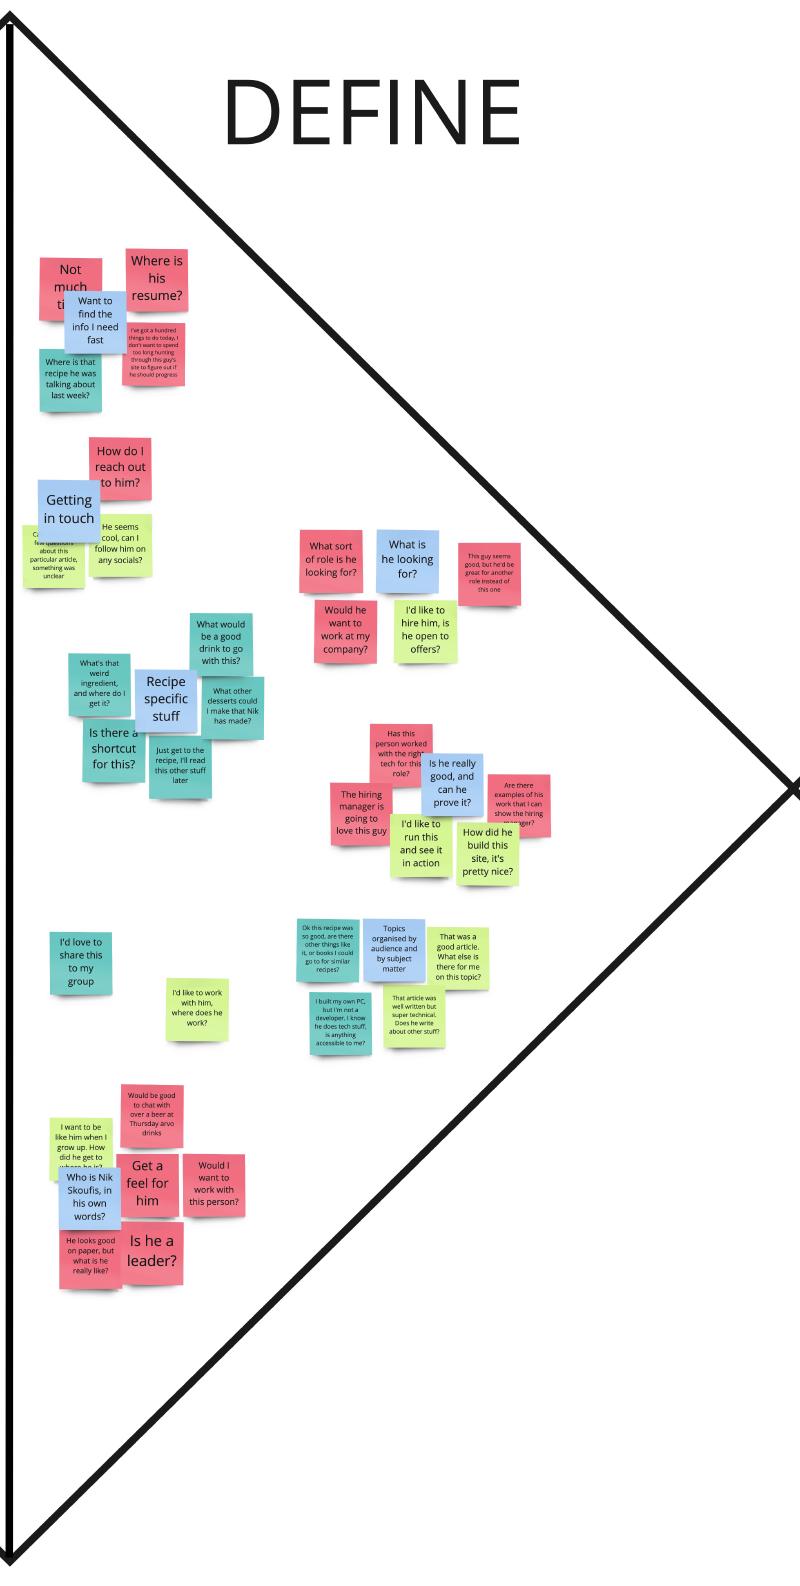 DEFINE
Not
much
Where is
his
resume?
Want to
find the
info I need
fast
I've got a hundred
things to do today, I
don't want to spend
too long hunting
through this guy's
site to figure out if
he should progress
Where is that
recipe he was
talking about
last week?
How do I
reach out
to him?
Getting
in touch
few questions
about this
particular article,
something was
unclear
He seems
cool, can I
follow him on
any socials?
What sort
of role is he
looking for?
What is
he looking
for?
This guy seems
good, but he'd be
great for another
role instead of
this one
Would he
want to
work at my
company?
I'd like to
hire him, is
he open to
offers?
What would
be a good
drink to go
with this?
What's that
weird
ingredient,
and where do I
get it?
Recipe
specific
stuff
What other
desserts could
I make that Nik
has made?
Is there a
shortcut
for this?
Just get to the
recipe, I'll read
this other stuff
later
Has this
person worked
with the right
tech for this
role?
Is he really
good, and
can he
prove it?
The hiring
manager is
going to
love this guy
Are there
examples of his
work that I can
show the hiring
manager?
I'd like to
run this
and see it
in action
How did he
build this
site, it's
pretty nice?
I'd love to
share this
to my
group
I'd like to work
with him,
where does he
work?
Ok this recipe was
so good, are there
other things like
it, or books I could
go to for similar
recipes?
Topics
organised by
audience and
by subject
matter
That was a
good article.
What else is
there for me
on this topic?
I built my own PC,
but I'm not a
developer, I know
he does tech stuff,
is anything
accessible to me?
That article was
well written but
super technical.
Does he write
about other stuff?
Would be good
to chat with
over a beer at
Thursday arvo
drinks
I want to be
like him when I
grow up. How
did he get to
where he is?
Get a
feel for
him
Would I
want to
work with
this person?
Who is Nik
Skoufis, in
his own
words?
He looks good
on paper, but
what is he
really like?
Is he a
leader?